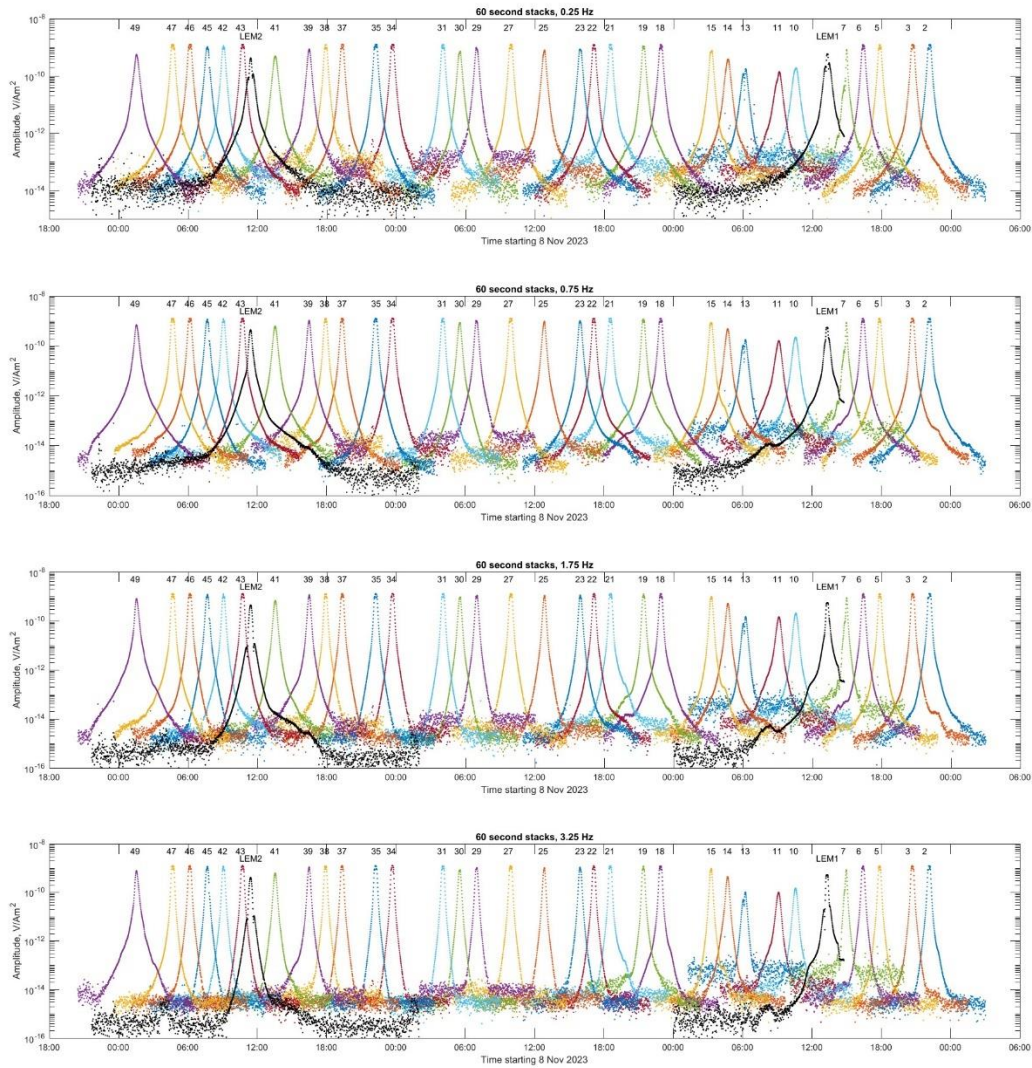 60 second stacks, 0.25 Hz
49 47 46 45 42 43 41 39 38 37 35 34 31 30 29 27 25 23 22 21 19 18 15 14 13 11 10 7 6 5 3 2
LEM2 LEM1
10-8
10-10
10-12
10-14
Amplitude, V/Am2
18:00 00:00 06:00 12:00 18:00 00:00 06:00 12:00 18:00 00:00 06:00 12:00 18:00 00:00 06:00
Time starting 8 Nov 2023
60 second stacks, 0.75 Hz
49 47 46 45 42 43 41 39 38 37 35 34 31 30 29 27 25 23 22 21 19 18 15 14 13 11 10 7 6 5 3 2
LEM2 LEM1
10-8
10-10
10-12
10-14
10-16
Amplitude, V/Am2
18:00 00:00 06:00 12:00 18:00 00:00 06:00 12:00 18:00 00:00 06:00 12:00 18:00 00:00 06:00
Time starting 8 Nov 2023
60 second stacks, 1.75 Hz
49 47 46 45 42 43 41 39 38 37 35 34 31 30 29 27 25 23 22 21 19 18 15 14 13 11 10 7 6 5 3 2
LEM2 LEM1
10-8
10-10
10-12
10-14
10-16
Amplitude, V/Am2
18:00 00:00 06:00 12:00 18:00 00:00 06:00 12:00 18:00 00:00 06:00 12:00 18:00 00:00 06:00
Time starting 8 Nov 2023
60 second stacks, 3.25 Hz
49 47 46 45 42 43 41 39 38 37 35 34 31 30 29 27 25 23 22 21 19 18 15 14 13 11 10 7 6 5 3 2
LEM2 LEM1
10-8
10-10
10-12
10-14
10-16
Amplitude, V/Am2
18:00 00:00 06:00 12:00 18:00 00:00 06:00 12:00 18:00 00:00 06:00 12:00 18:00 00:00 06:00
Time starting 8 Nov 2023